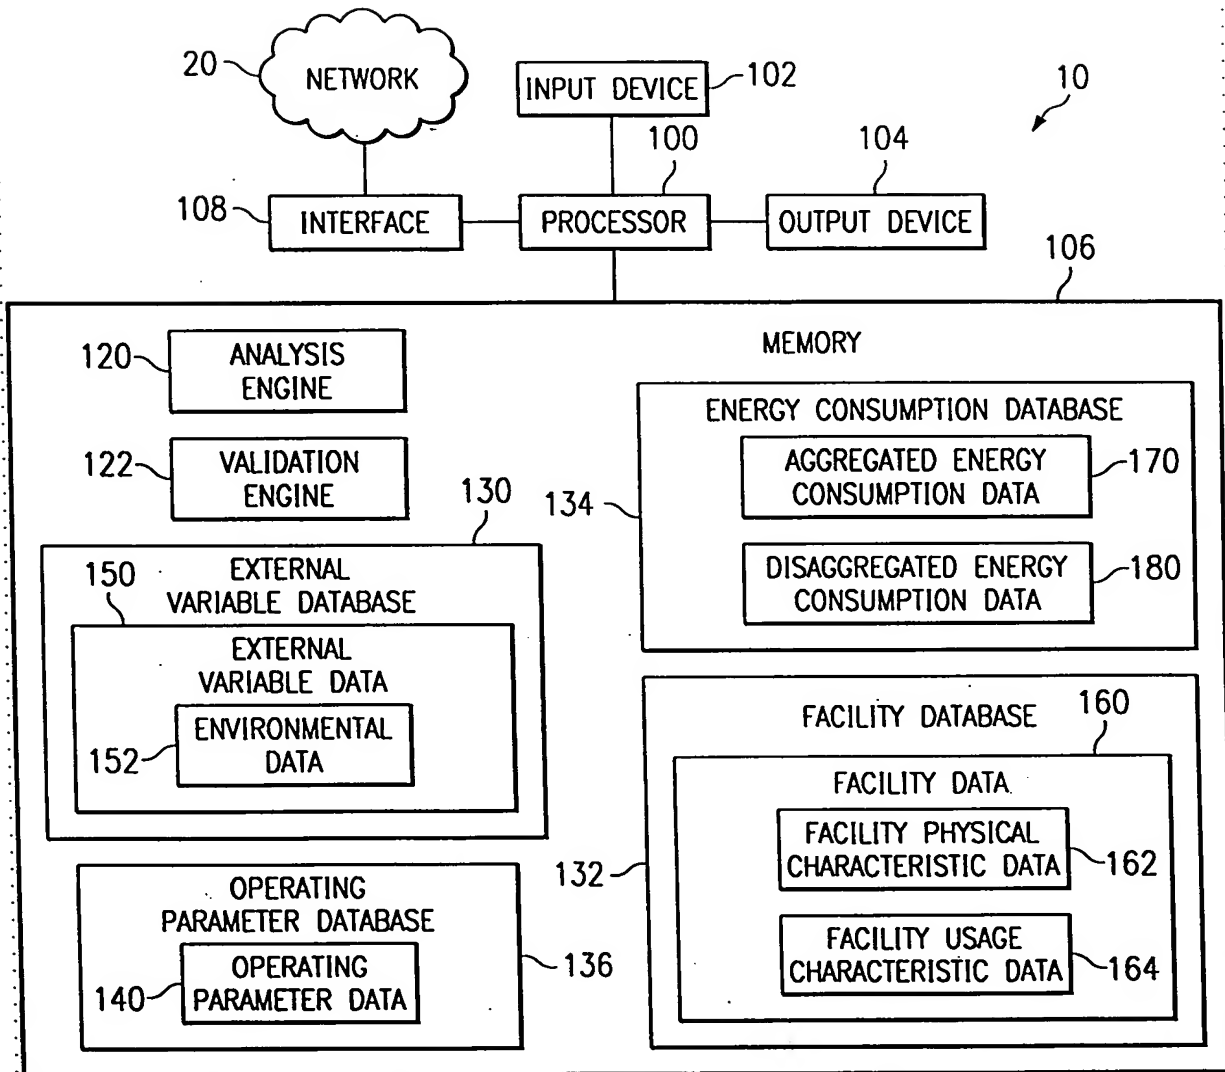 20
NETWORK
INPUT DEVICE
102
10
100
104
108
INTERFACE
PROCESSOR
OUTPUT DEVICE
106
MEMORY
120
ANALYSIS
ENGINE
122
VALIDATION
ENGINE
130
EXTERNAL
VARIABLE DATABASE
150
EXTERNAL
VARIABLE DATA
152
ENVIRONMENTAL
DATA
OPERATING
PARAMETER DATABASE
136
140
OPERATING
PARAMETER DATA
ENERGY CONSUMPTION DATABASE
134
AGGREGATED ENERGY
CONSUMPTION DATA
170
DISAGGREGATED ENERGY
CONSUMPTION DATA
180
FACILITY DATABASE
160
132
FACILITY DATA
FACILITY PHYSICAL
CHARACTERISTIC DATA
162
FACILITY USAGE
CHARACTERISTIC DATA
164